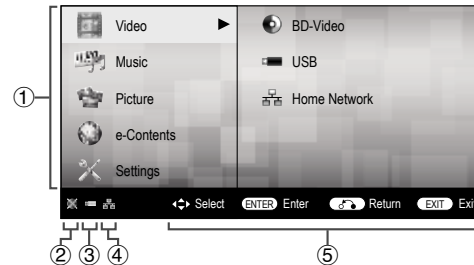 Video
BD-Video
Music
USB
Picture
Home Network
e-Contents
Settings
Select ENTER Enter Return EXIT Exit
①
②
③
④
⑤